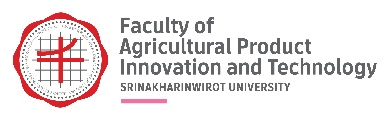 Faculty of
Agricultural Product
Innovation and Technology
SRINAKHARINWIROT UNIVERSITY